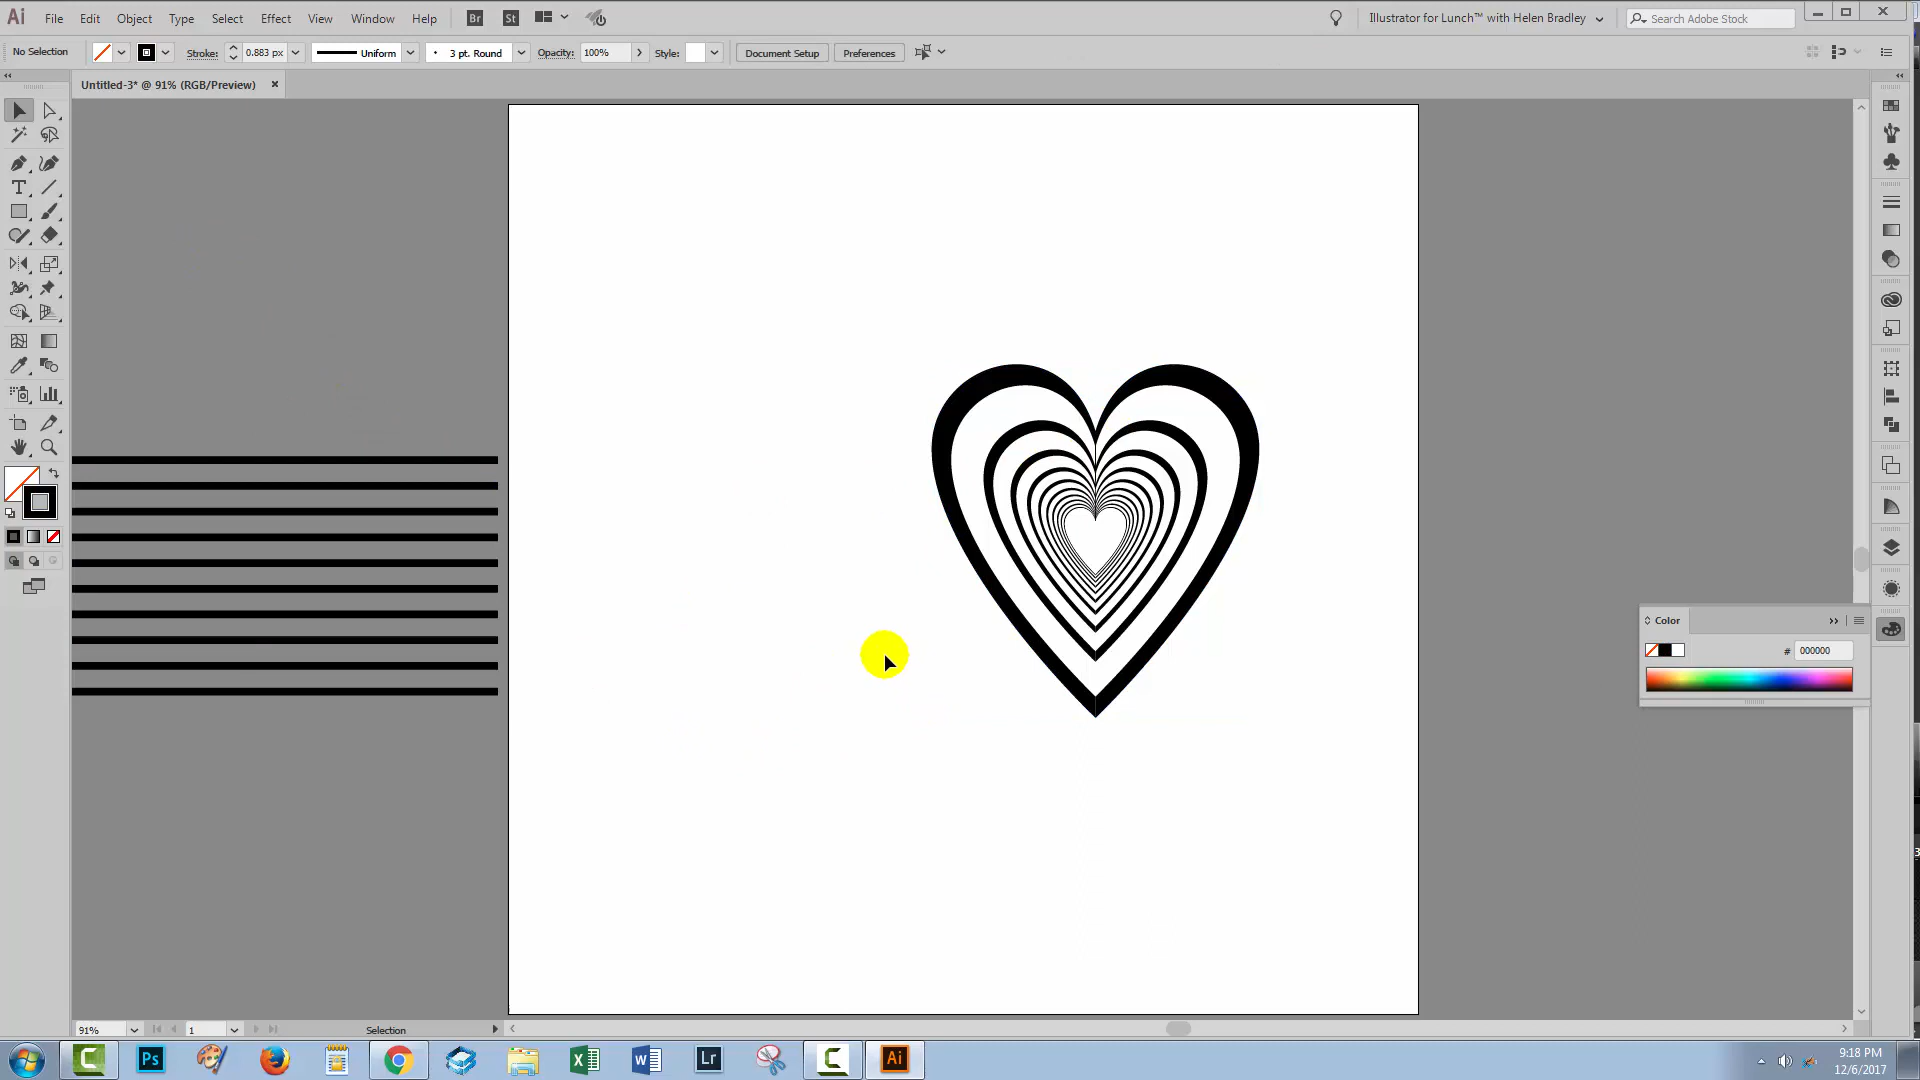 Ai File Edit Object Type Select Effect View Window Help Br St Illustrator for Lunch™ with Helen Bradley Search Adobe Stock
No Selection Stroke: 0.883 px Uniform 3 pt. Round Opacity: 100% Style: Document Setup Preferences
Untitled-3* @ 91% (RGB/Preview)
Color
# 000000
91% 1 Selection
Ps Lr Ai
9:18 PM
12/6/2017